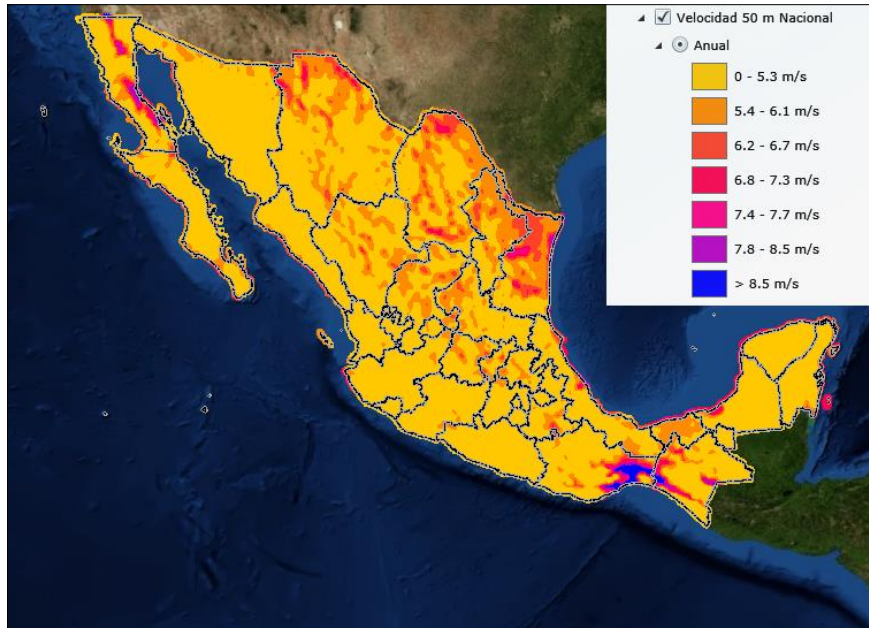 Velocidad 50 m Nacional
Anual
0 - 5.3 m/s
5.4 - 6.1 m/s
6.2 - 6.7 m/s
6.8 - 7.3 m/s
7.4 - 7.7 m/s
7.8 - 8.5 m/s
> 8.5 m/s